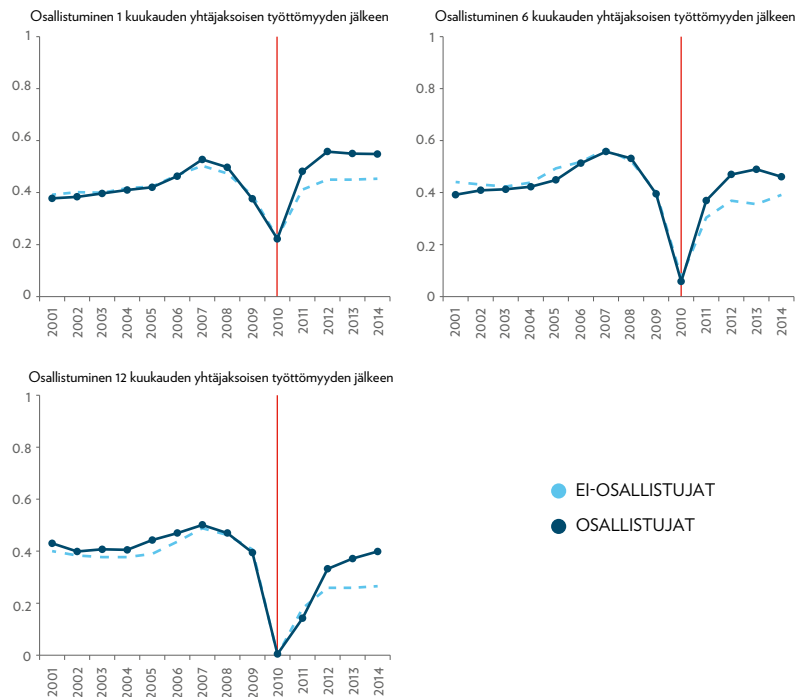 Osallistuminen 1 kuukauden yhtäjaksoisen työttömyyden jälkeen
1
0.8
0.6
0.4
0.2
0
2001 2002 2003 2004 2005 2006 2007 2008 2009 2010 2011 2012 2013 2014
Osallistuminen 6 kuukauden yhtäjaksoisen työttömyyden jälkeen
1
0.8
0.6
0.4
0.2
0
2001 2002 2003 2004 2005 2006 2007 2008 2009 2010 2011 2012 2013 2014
Osallistuminen 12 kuukauden yhtäjaksoisen työttömyyden jälkeen
1
0.8
0.6
0.4
0.2
0
2001 2002 2003 2004 2005 2006 2007 2008 2009 2010 2011 2012 2013 2014
EI-OSALLISTUJAT
OSALLISTUJAT